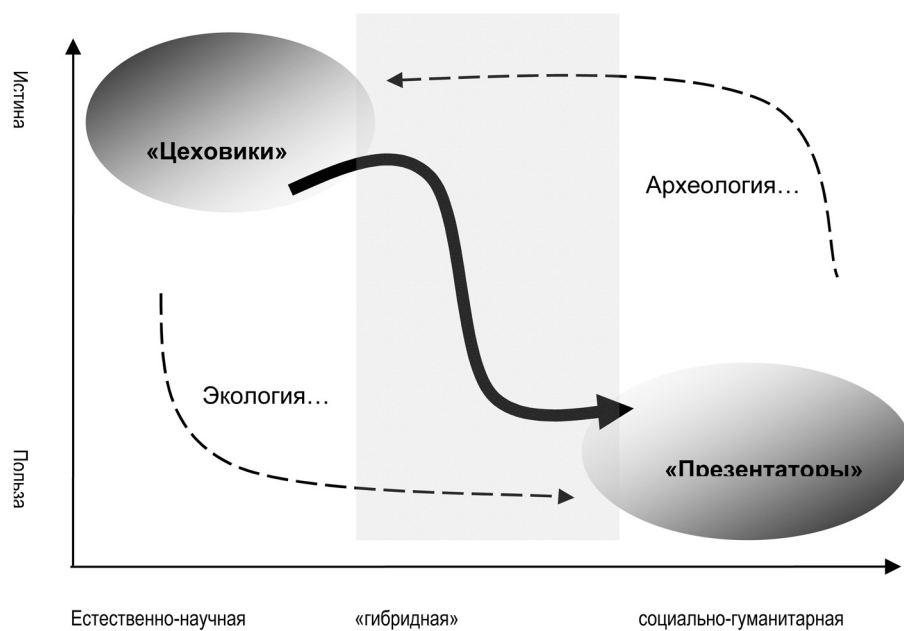 Истина
«Цеховики»
Археология…
Экология…
Польза
«Презентаторы»
Естественно-научная
«гибридная»
социально-гуманитарная